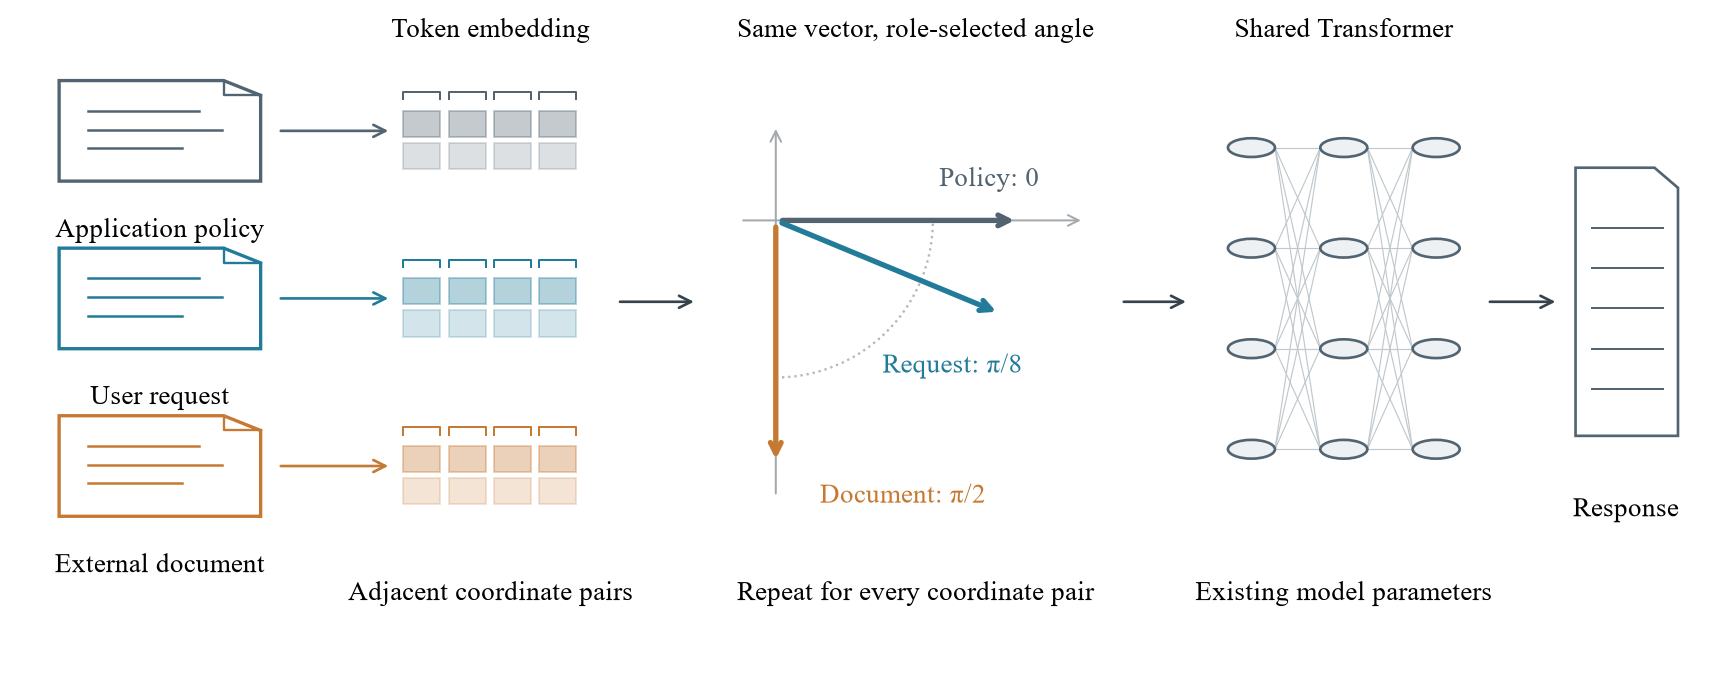 Token embedding
Same vector, role-selected angle
Shared Transformer
Application policy
User request
External document
Policy: 0
Request: π/8
Document: π/2
Response
Adjacent coordinate pairs
Repeat for every coordinate pair
Existing model parameters